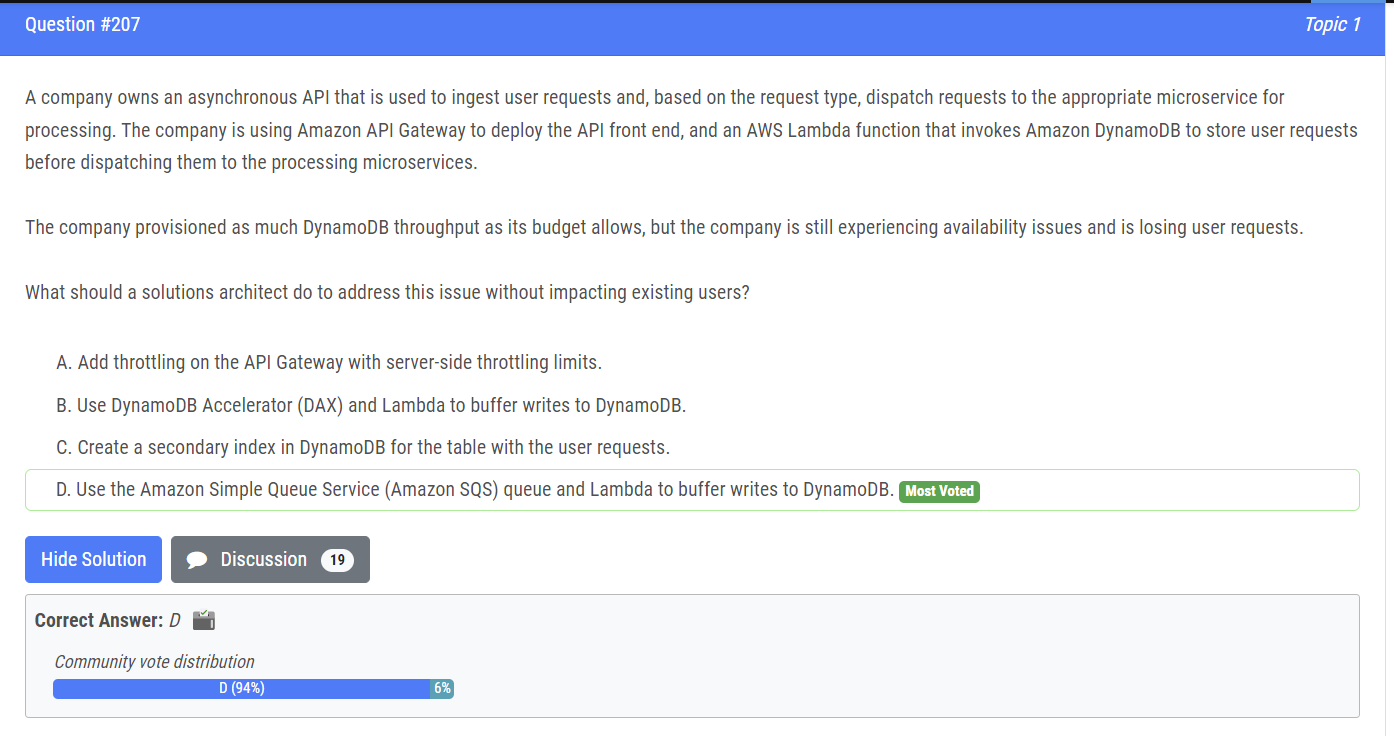 Question #207
Topic 1
A company owns an asynchronous API that is used to ingest user requests and, based on the request type, dispatch requests to the appropriate microservice for
processing. The company is using Amazon API Gateway to deploy the API front end, and an AWS Lambda function that invokes Amazon DynamoDB to store user requests
before dispatching them to the processing microservices.
The company provisioned as much DynamoDB throughput as its budget allows, but the company is still experiencing availability issues and is losing user requests.
What should a solutions architect do to address this issue without impacting existing users?
A. Add throttling on the API Gateway with server-side throttling limits.
B. Use DynamoDB Accelerator (DAX) and Lambda to buffer writes to DynamoDB.
C. Create a secondary index in DynamoDB for the table with the user requests.
D. Use the Amazon Simple Queue Service (Amazon SQS) queue and Lambda to buffer writes to DynamoDB. Most Voted
Hide Solution
Discussion 19
Correct Answer: D
Community vote distribution
D (94%)
6%